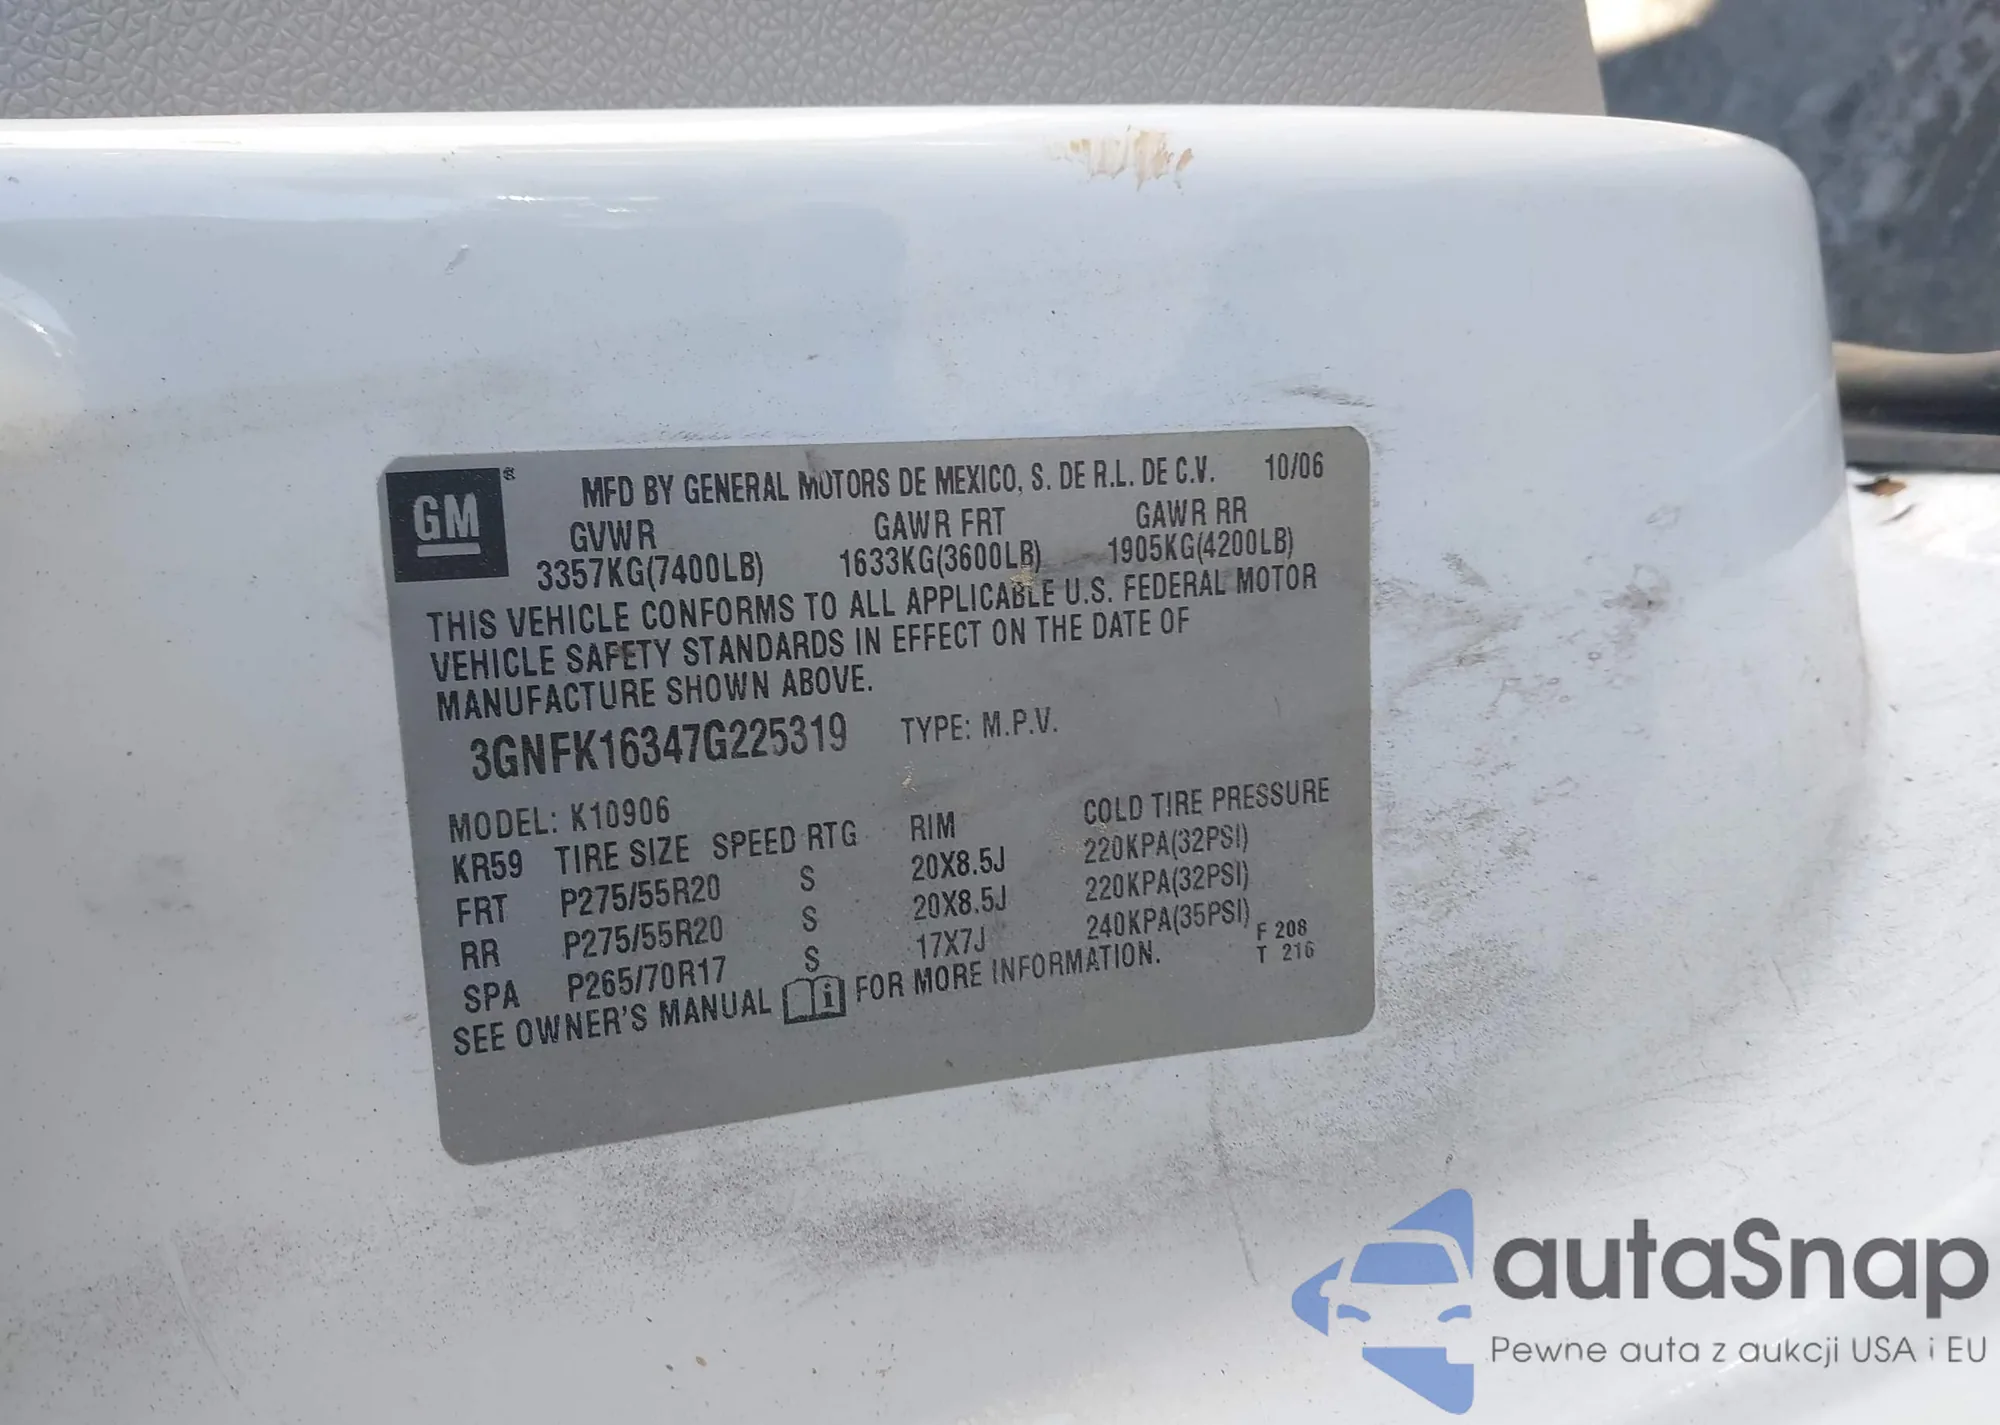 GM ® MFD BY GENERAL MOTORS DE MEXICO, S. DE R.L. DE C.V. 10/06
GVWR GAWR FRT GAWR RR
3357KG(7400LB) 1633KG(3600LB) 1905KG(4200LB)
THIS VEHICLE CONFORMS TO ALL APPLICABLE U.S. FEDERAL MOTOR
VEHICLE SAFETY STANDARDS IN EFFECT ON THE DATE OF
MANUFACTURE SHOWN ABOVE.
3GNFK16347G225319 TYPE: M.P.V.
MODEL: K10906
KR59 TIRE SIZE SPEED RTG RIM COLD TIRE PRESSURE
FRT P275/55R20 S 20X8.5J 220KPA(32PSI)
RR P275/55R20 S 20X8.5J 220KPA(32PSI)
SPA P265/70R17 S 17X7J 240KPA(35PSI)
SEE OWNER'S MANUAL i FOR MORE INFORMATION.
F 208
T 216
autaSnap
Pewne auta z aukcji USA i EU